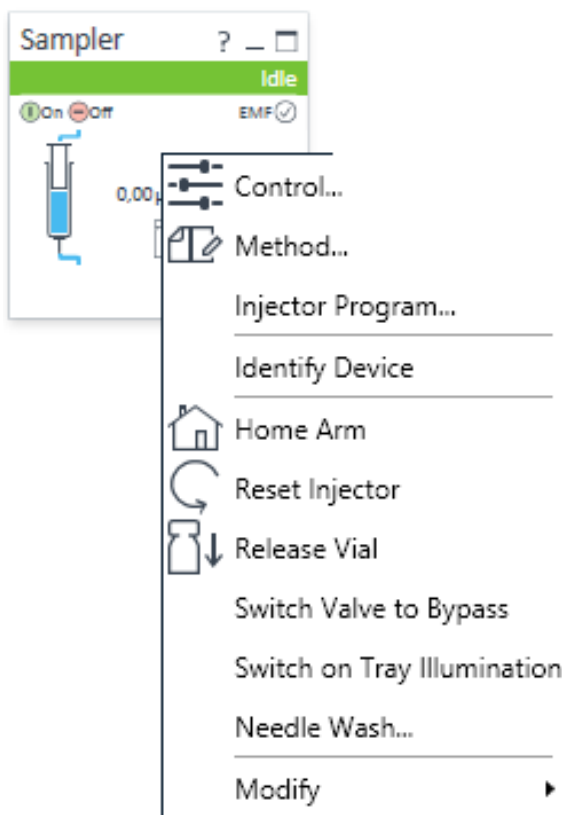 Sampler ?
Idle
On Off EMF
0,00
Control...
Method...
Injector Program...
Identify Device
Home Arm
Reset Injector
Release Vial
Switch Valve to Bypass
Switch on Tray Illumination
Needle Wash...
Modify